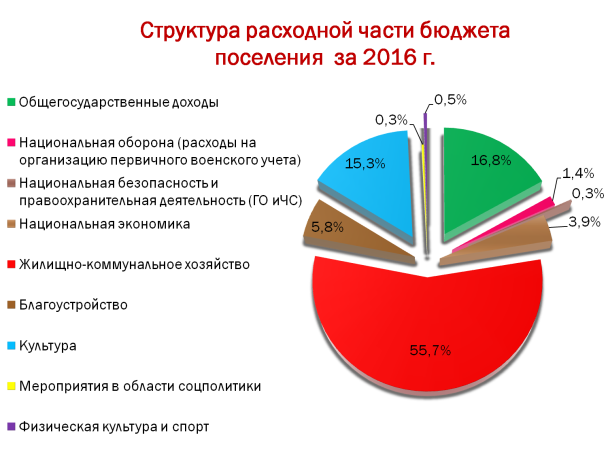 Структура расходной части бюджета
поселения за 2016 г.
Общегосударственные доходы
Национальная оборона (расходы на
организацию первичного военского учета)
Национальная безопасность и
правоохранительная деятельность (ГО иЧС)
Национальная экономика
Жилищно-коммунальное хозяйство
Благоустройство
Культура
Мероприятия в области соцполитики
Физическая культура и спорт
0,5%
0,3%
16,8%
15,3%
1,4%
0,3%
3,9%
5,8%
55,7%